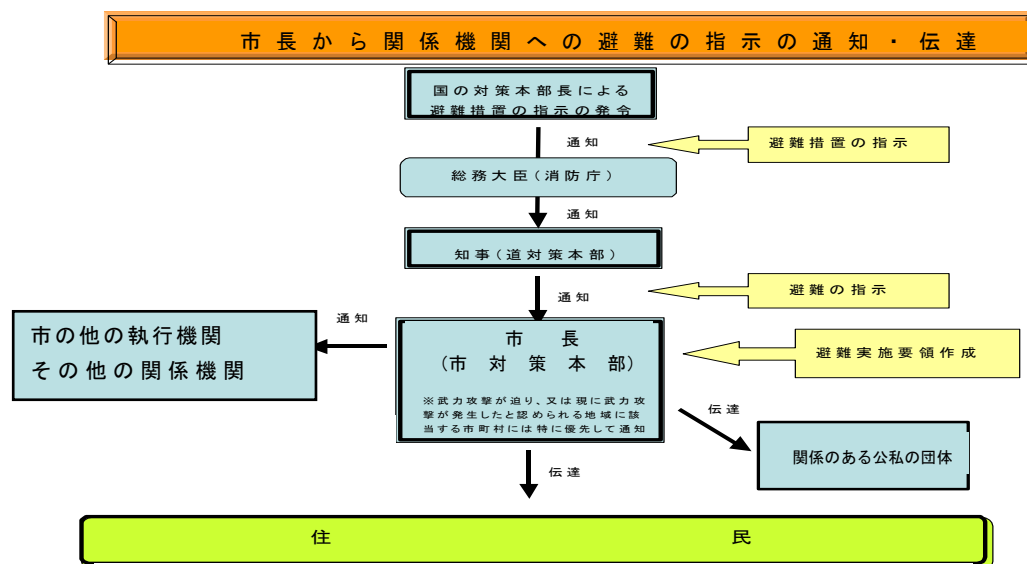 市長から関係機関への避難の指示の通知・伝達
国の対策本部長による
避難措置の指示の発令
通知
避難措置の指示
総務大臣(消防庁)
通知
知事(道対策本部)
通知
避難の指示
通知
市の他の執行機関
その他の関係機関
市長
(市対策本部)
※武力攻撃が迫り、又は現に武力攻
撃が発生したと認められる地域に該
当する市町村には特に優先して通知
避難実施要領作成
伝達
関係のある公私の団体
伝達
住民